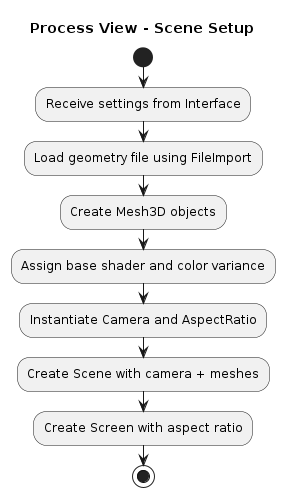 Process View - Scene Setup
Receive settings from Interface
Load geometry file using FileImport
Create Mesh3D objects
Assign base shader and color variance
Instantiate Camera and AspectRatio
Create Scene with camera + meshes
Create Screen with aspect ratio